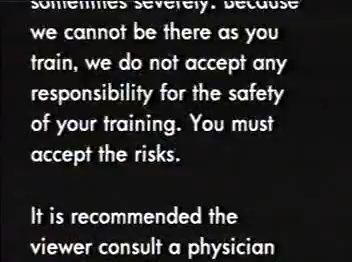 sometimes severely. Because
we cannot be there as you
train, we do not accept any
responsibility for the safety
of your training. You must
accept the risks.
It is recommended the
viewer consult a physician